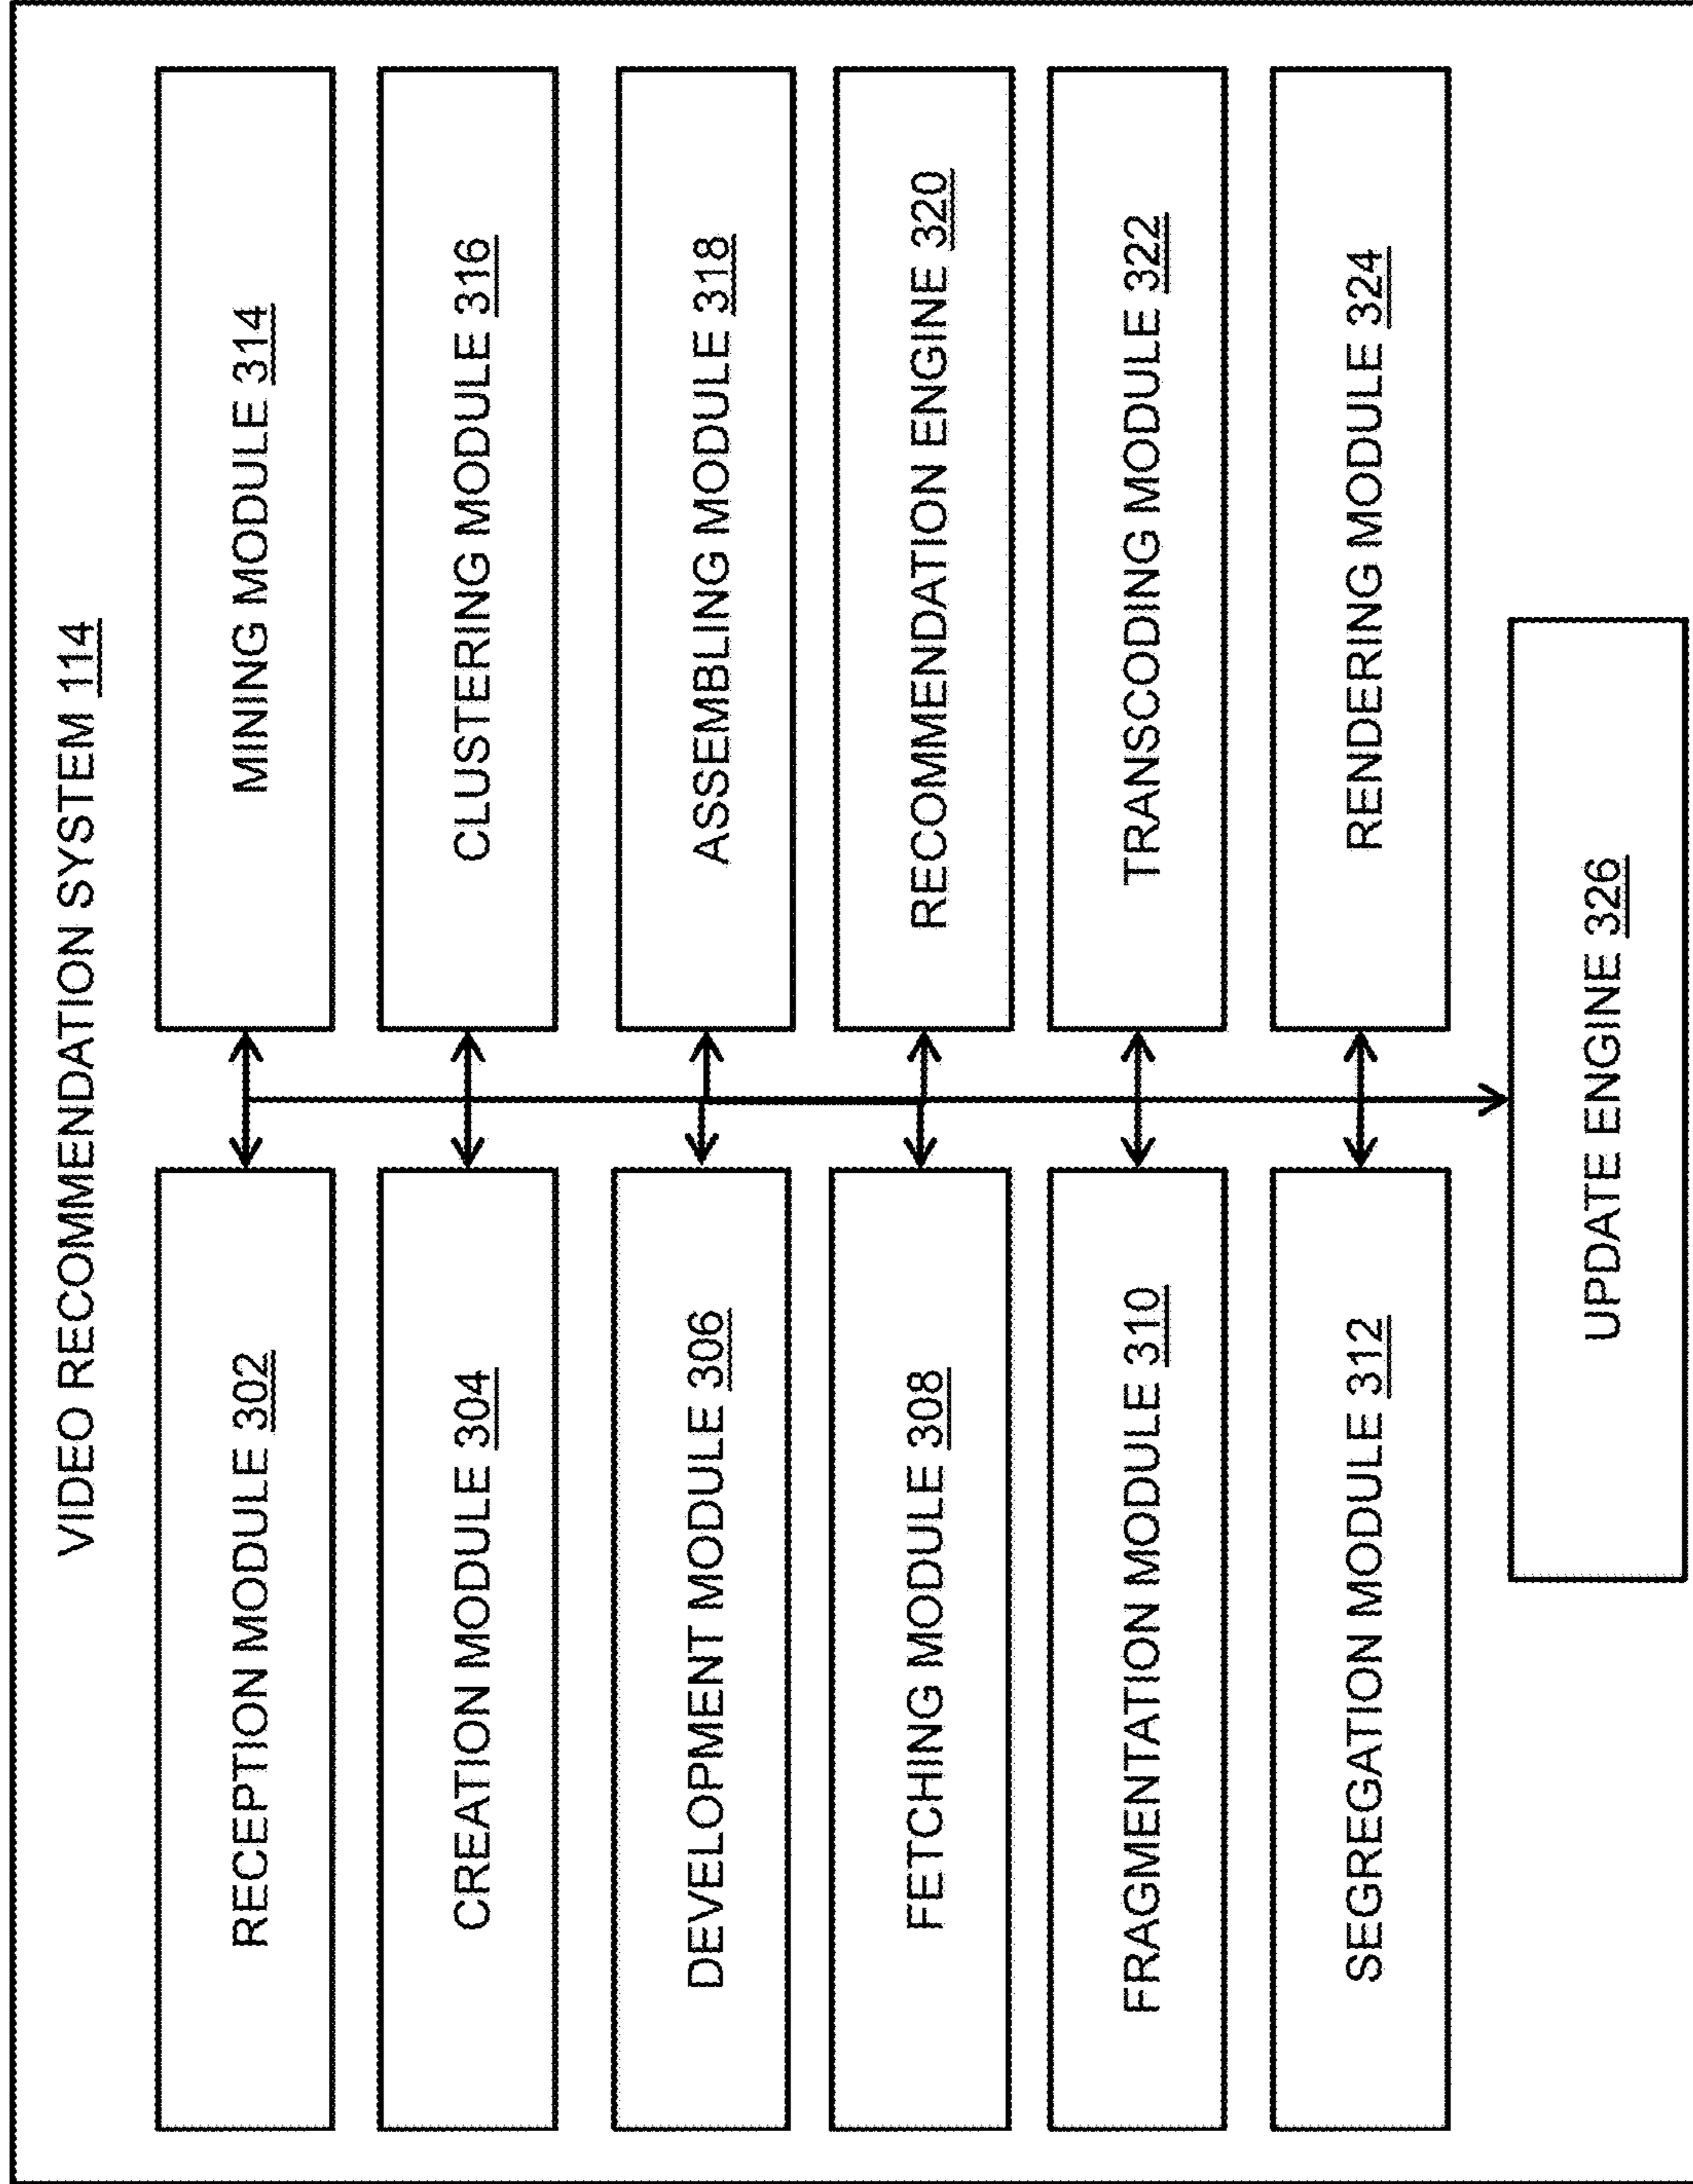 VIDEO RECOMMENDATION SYSTEM 114
RECEPTION MODULE 302
MINING MODULE 314
CREATION MODULE 304
CLUSTERING MODULE 316
DEVELOPMENT MODULE 306
ASSEMBLING MODULE 318
FETCHING MODULE 308
RECOMMENDATION ENGINE 320
FRAGMENTATION MODULE 310
TRANSCODING MODULE 322
SEGREGATION MODULE 312
RENDERING MODULE 324
UPDATE ENGINE 326